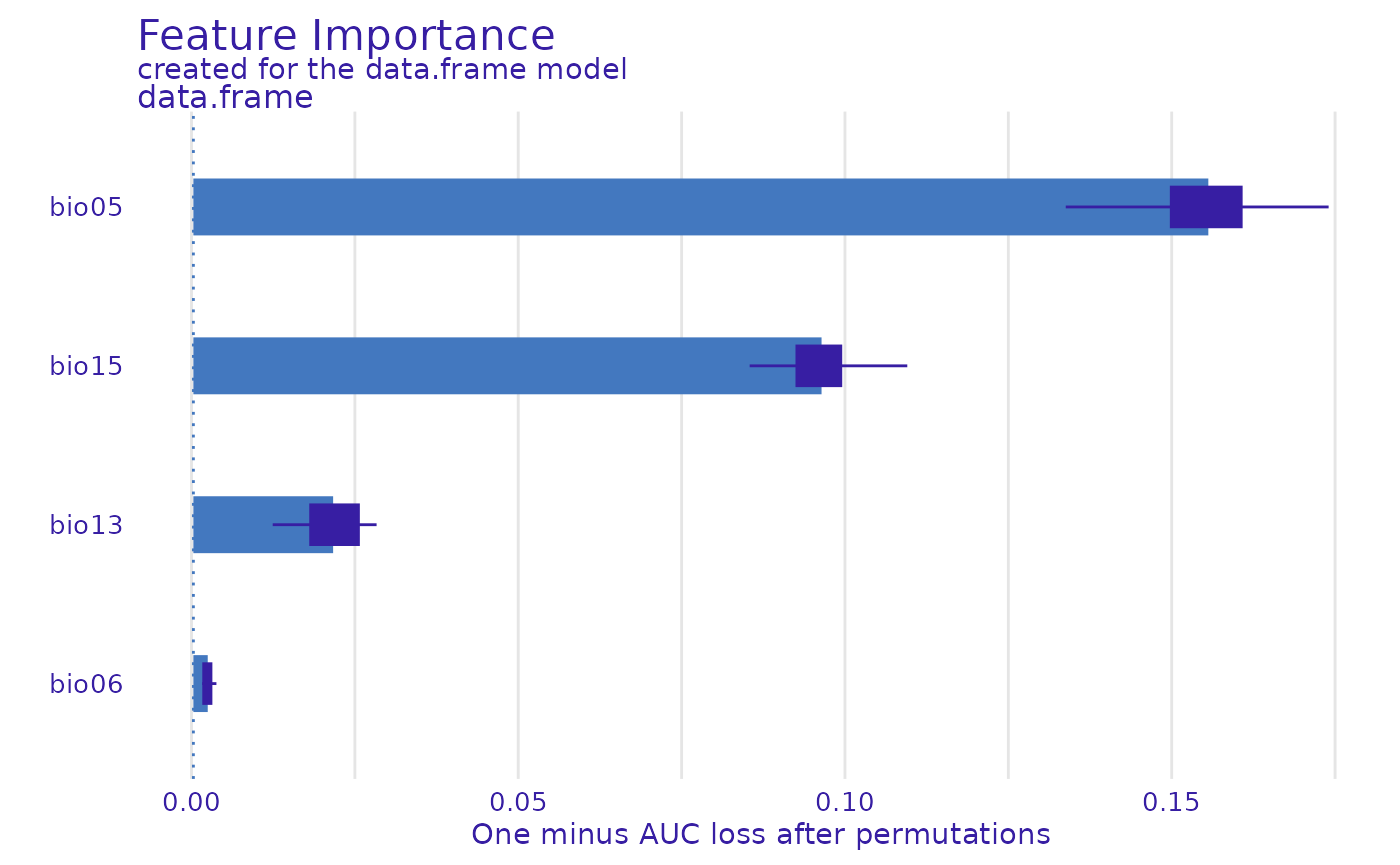 Feature Importance
created for the data.frame model
data.frame
bio05
bio15
bio13
bio06
0.00 0.05 0.10 0.15
One minus AUC loss after permutations